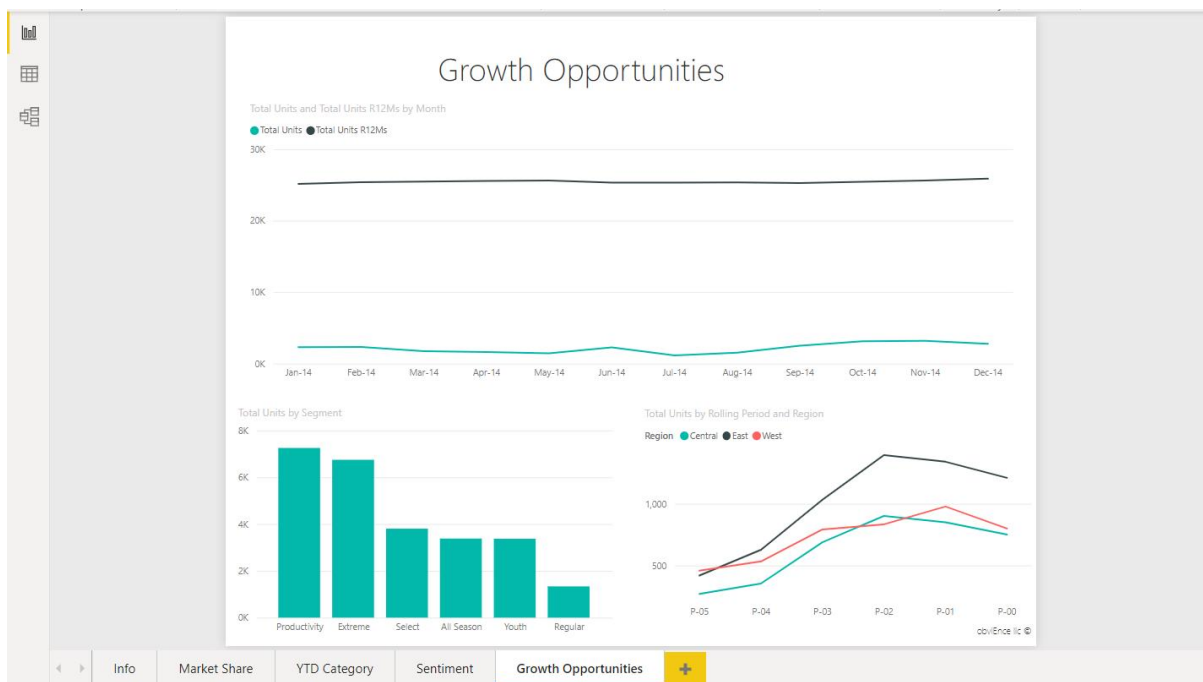 Growth Opportunities
Total Units and Total Units R12Ms by Month
Total Units Total Units R12Ms
30K
20K
10K
0K
Jan-14 Feb-14 Mar-14 Apr-14 May-14 Jun-14 Jul-14 Aug-14 Sep-14 Oct-14 Nov-14 Dec-14
Total Units by Segment
8K
6K
4K
2K
0K
Productivity Extreme Select All Season Youth Regular
Total Units by Rolling Period and Region
Region Central East West
1,000
500
P-05 P-04 P-03 P-02 P-01 P-00
obviEnce llc ©
Info Market Share YTD Category Sentiment Growth Opportunities